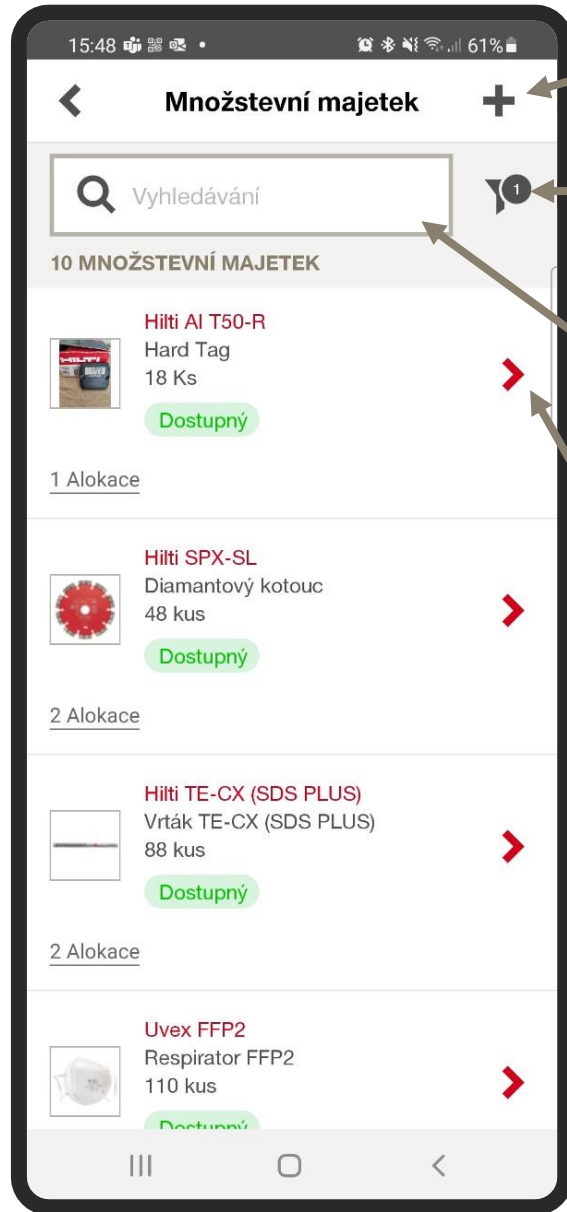 15:48 61%
Množstevní majetek
Vyhledávání
1
10 MNOŽSTEVNÍ MAJETEK
Hilti AI T50-R
Hard Tag
18 Ks
Dostupný
1 Alokace
Hilti SPX-SL
Diamantový kotouc
48 kus
Dostupný
2 Alokace
Hilti TE-CX (SDS PLUS)
Vrták TE-CX (SDS PLUS)
88 kus
Dostupný
2 Alokace
Uvex FFP2
Respirator FFP2
110 kus
Dostupný